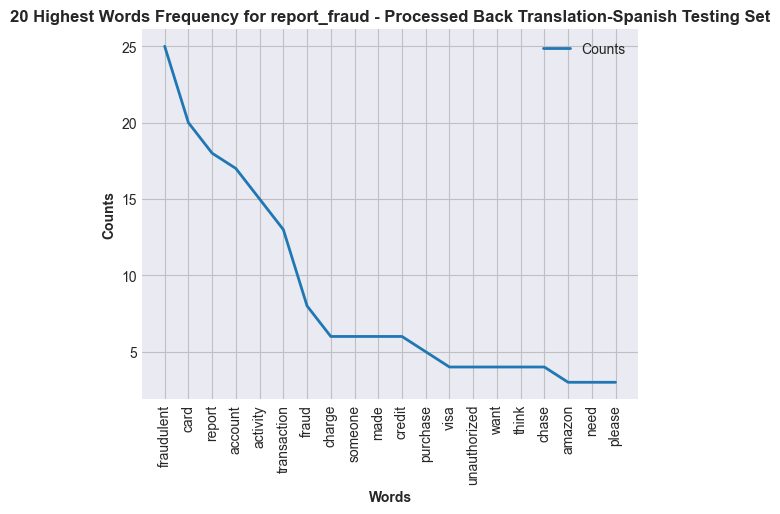 20 Highest Words Frequency for report_fraud - Processed Back Translation-Spanish Testing Set
Counts
25
20
15
10
5
Counts
fraudulent
card
report
account
activity
transaction
fraud
charge
someone
made
credit
purchase
visa
unauthorized
want
think
chase
amazon
need
please
Words